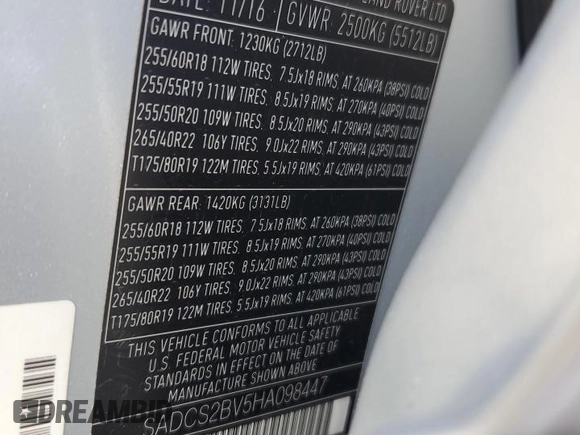 DATE: 11/16 GVWR 2500KG (5512LB)
LAND ROVER LTD
GAWR FRONT: 1230KG (2712LB)
255/60R18 112W TIRES, 7.5Jx18 RIMS, AT 260KPA (38PSI) COLD
255/55R19 111W TIRES, 8.5Jx19 RIMS, AT 270KPA (40PSI) COLD
255/50R20 109W TIRES, 8.5Jx20 RIMS, AT 290KPA (43PSI) COLD
265/40R22 106Y TIRES, 9.0Jx22 RIMS, AT 290KPA (43PSI) COLD
T175/80R19 122M TIRES, 5.5Jx19 RIMS, AT 420KPA (61PSI) COLD
GAWR REAR: 1420KG (3131LB)
255/60R18 112W TIRES, 7.5Jx18 RIMS, AT 260KPA (38PSI) COLD
255/55R19 111W TIRES, 8.5Jx19 RIMS, AT 270KPA (40PSI) COLD
255/50R20 109W TIRES, 8.5Jx20 RIMS, AT 290KPA (43PSI) COLD
265/40R22 106Y TIRES, 9.0Jx22 RIMS, AT 290KPA (43PSI) COLD
T175/80R19 122M TIRES, 5.5Jx19 RIMS, AT 420KPA (61PSI) COLD
THIS VEHICLE CONFORMS TO ALL APPLICABLE
U.S. FEDERAL MOTOR VEHICLE SAFETY
STANDARDS IN EFFECT ON THE DATE OF
MANUFACTURE SHOWN ABOVE
SADCS2BV5HA098447
DREAMBID